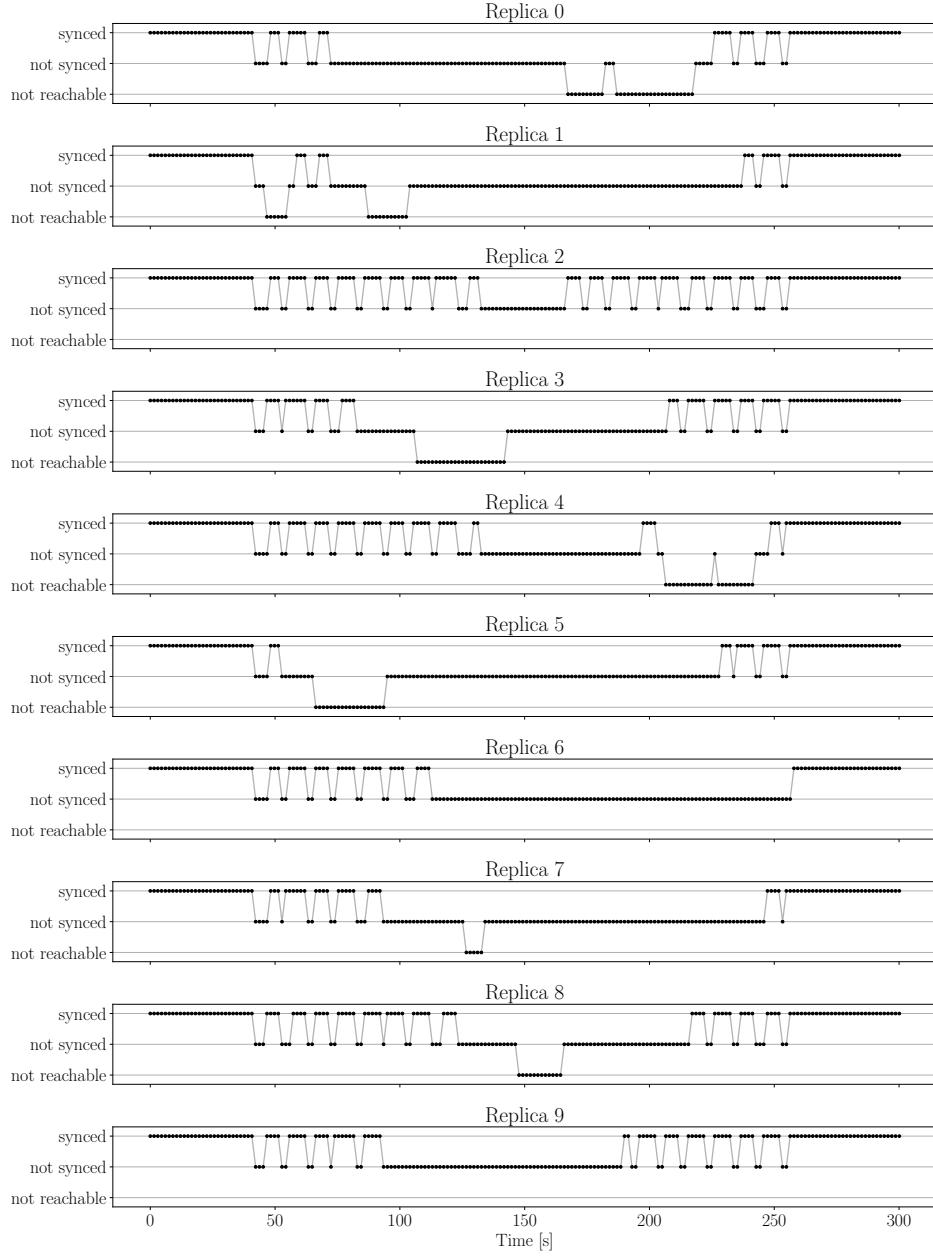 Replica 0
synced
not synced
not reachable
Replica 1
synced
not synced
not reachable
Replica 2
synced
not synced
not reachable
Replica 3
synced
not synced
not reachable
Replica 4
synced
not synced
not reachable
Replica 5
synced
not synced
not reachable
Replica 6
synced
not synced
not reachable
Replica 7
synced
not synced
not reachable
Replica 8
synced
not synced
not reachable
Replica 9
synced
not synced
not reachable
0 50 100 150 200 250 300
Time [s]